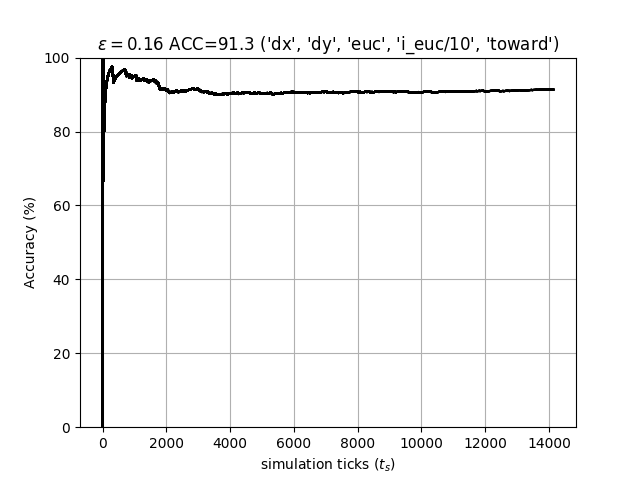 ε = 0.16 ACC=91.3 ('dx', 'dy', 'euc', 'i_euc/10', 'toward')
100
80
60
40
20
0
Accuracy (%)
0 2000 4000 6000 8000 10000 12000 14000
simulation ticks (tₛ)